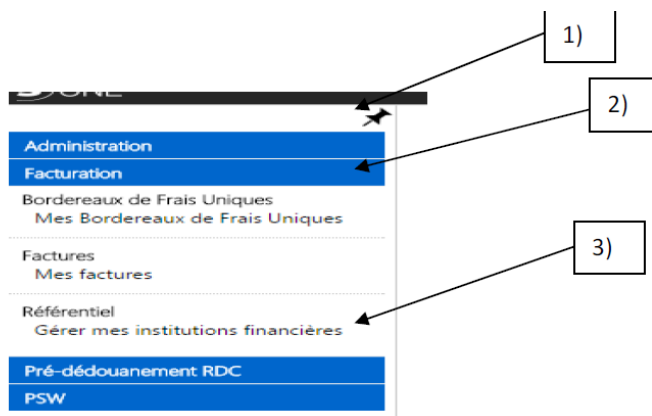 1)
ONE
2)
Administration
Facturation
Bordereaux de Frais Uniques
Mes Bordereaux de Frais Uniques
Factures
Mes factures
3)
Référentiel
Gérer mes institutions financières
Pré-dédouanement RDC
PSW